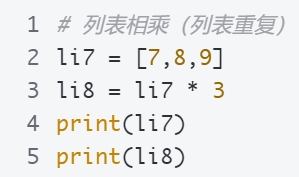 1 # 列表相乘（列表重复）
2 li7 = [7,8,9]
3 li8 = li7 * 3
4 print(li7)
5 print(li8)